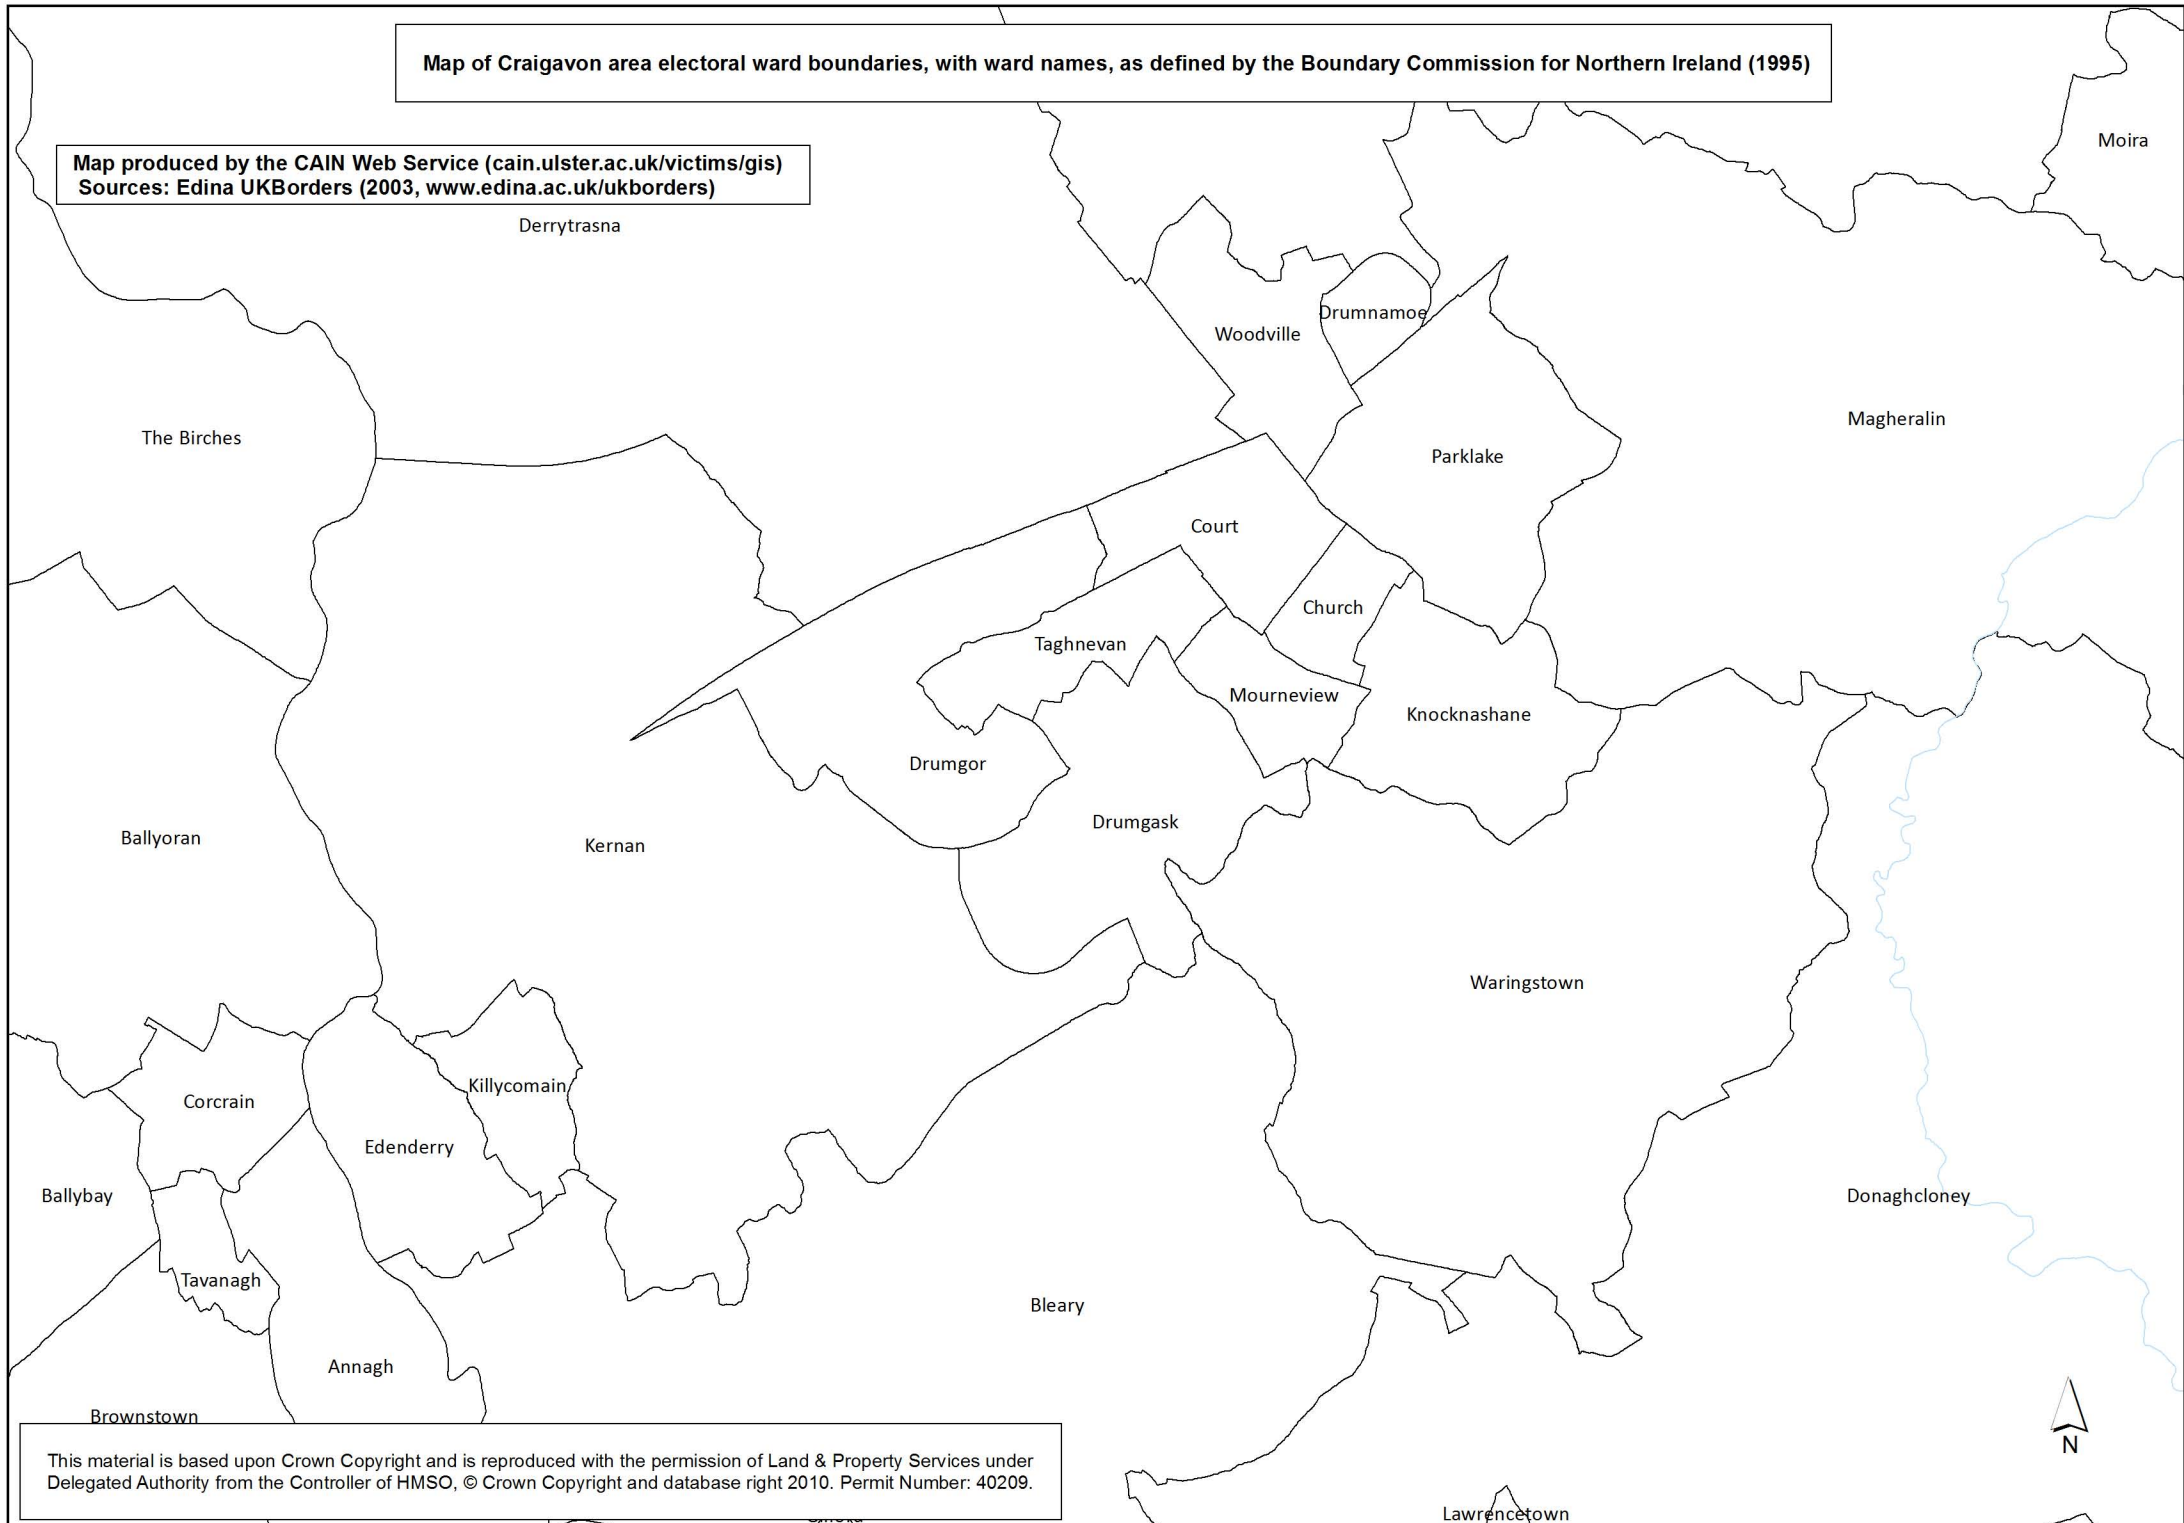 Map of Craigavon area electoral ward boundaries, with ward names, as defined by the Boundary Commission for Northern Ireland (1995)
Moira
Map produced by the CAIN Web Service (cain.ulster.ac.uk/victims/gis)
Sources: Edina UKBorders (2003, www.edina.ac.uk/ukborders)
Derrytrasna
Drumnamoe
Woodville
Magheralin
The Birches
Parklake
Court
Church
Taghnevan
Mourneview
Knocknashane
Drumgor
Drumgask
Ballyoran
Kernan
Waringstown
Killycomain
Corcrain
Edenderry
Ballybay
Donaghcloney
Tavanagh
Bleary
Annagh
Brownstown
N
This material is based upon Crown Copyright and is reproduced with the permission of Land & Property Services under
Delegated Authority from the Controller of HMSO, © Crown Copyright and database right 2010. Permit Number: 40209.
Lawrencetown